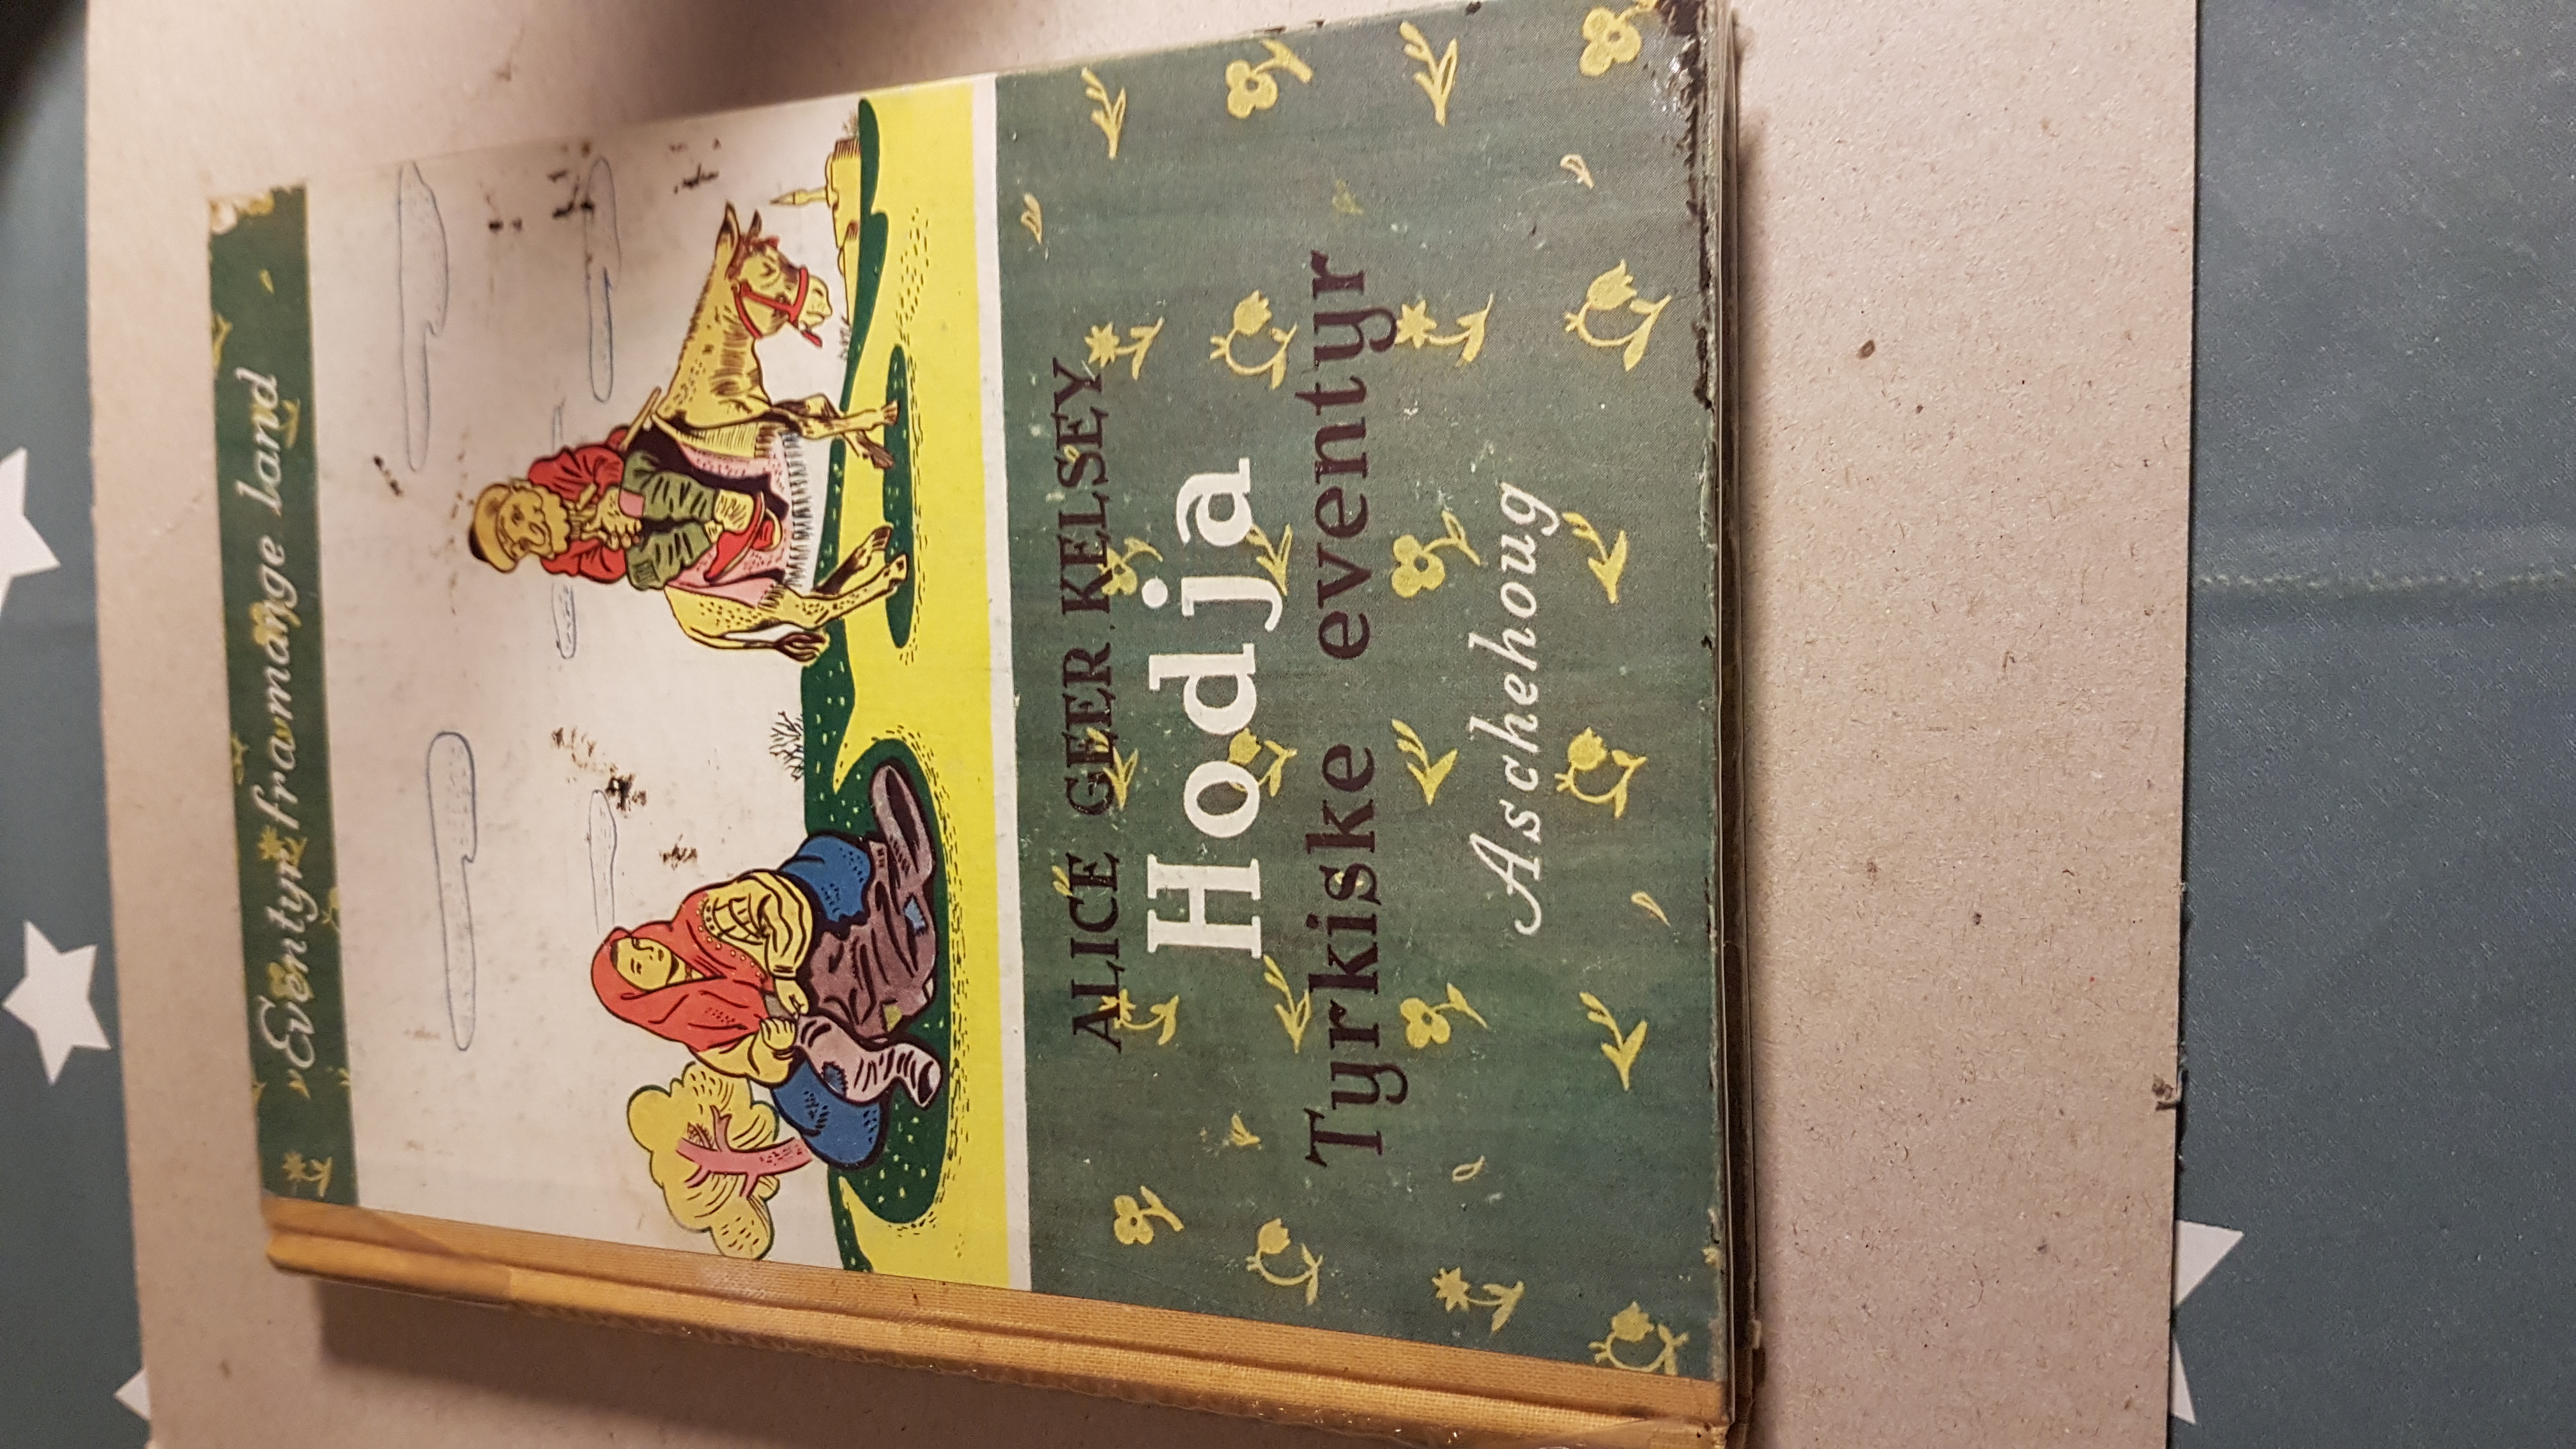 Eventyr fra mange land
ALICE GEER KELSEY
Hodja
Tyrkiske eventyr
Aschehoug